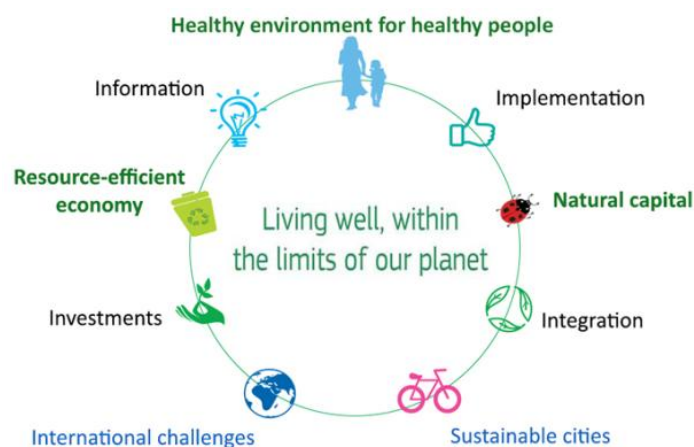 Healthy environment for healthy people
Information
Implementation
Resource-efficient
economy
Natural capital
Living well, within
the limits of our planet
Investments
Integration
International challenges
Sustainable cities